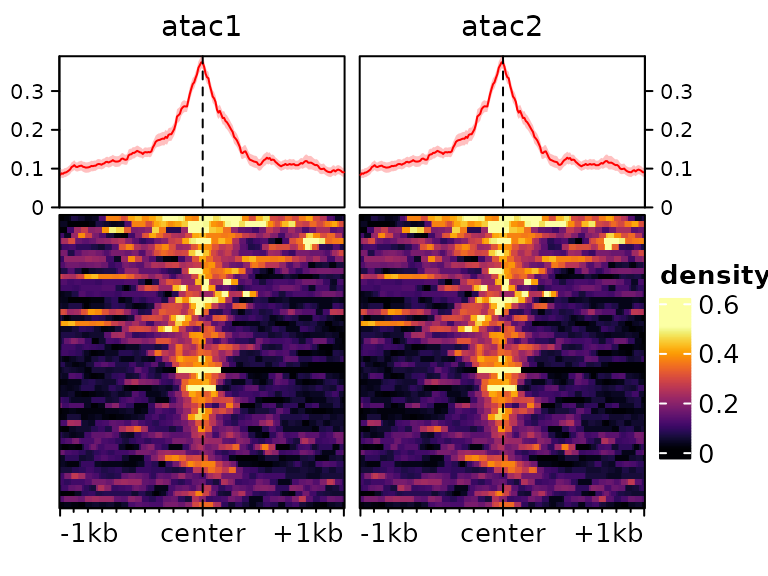 atac1 atac2
0.3 0.3
0.2 0.2
0.1 0.1
0 0
density
0.6
0.4
0.2
0
-1kb center +1kb -1kb center +1kb